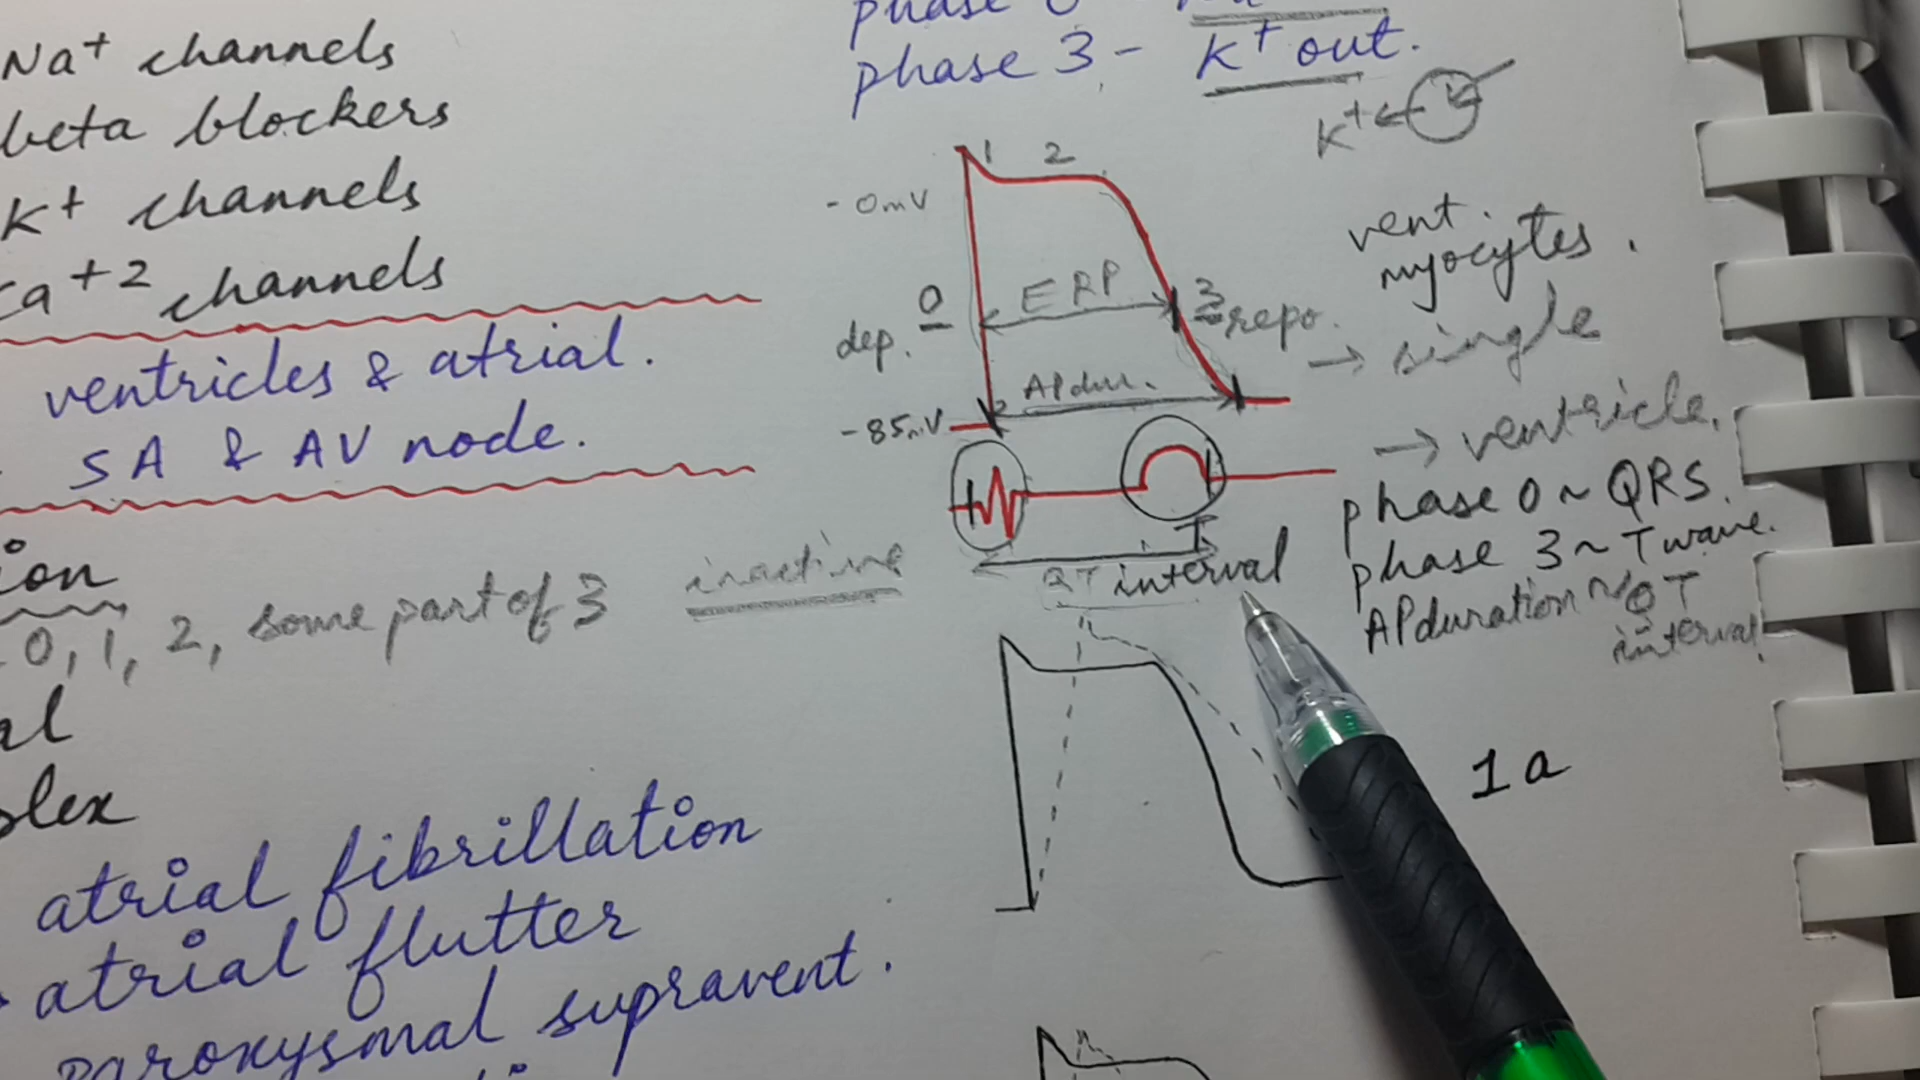 Na+ channels
beta blockers
K+ channels
Ca+2 channels
ventricles & atrial.
SA & AV node.
0, 1, 2, some part of 3
inactive
atrial fibrillation
atrial flutter
paroxysmal supravent.
phase 0 -
phase 3 - K+ out.
K+
1 2
- 0mV
0
dep.
ERP
3
repo.
AP dur.
-85mV
T
QT interval
vent.
myocytes.
→ single
→ ventricle.
phase 0 ~ QRS.
phase 3 ~ T wave.
AP duration ~ QT
interval
1a